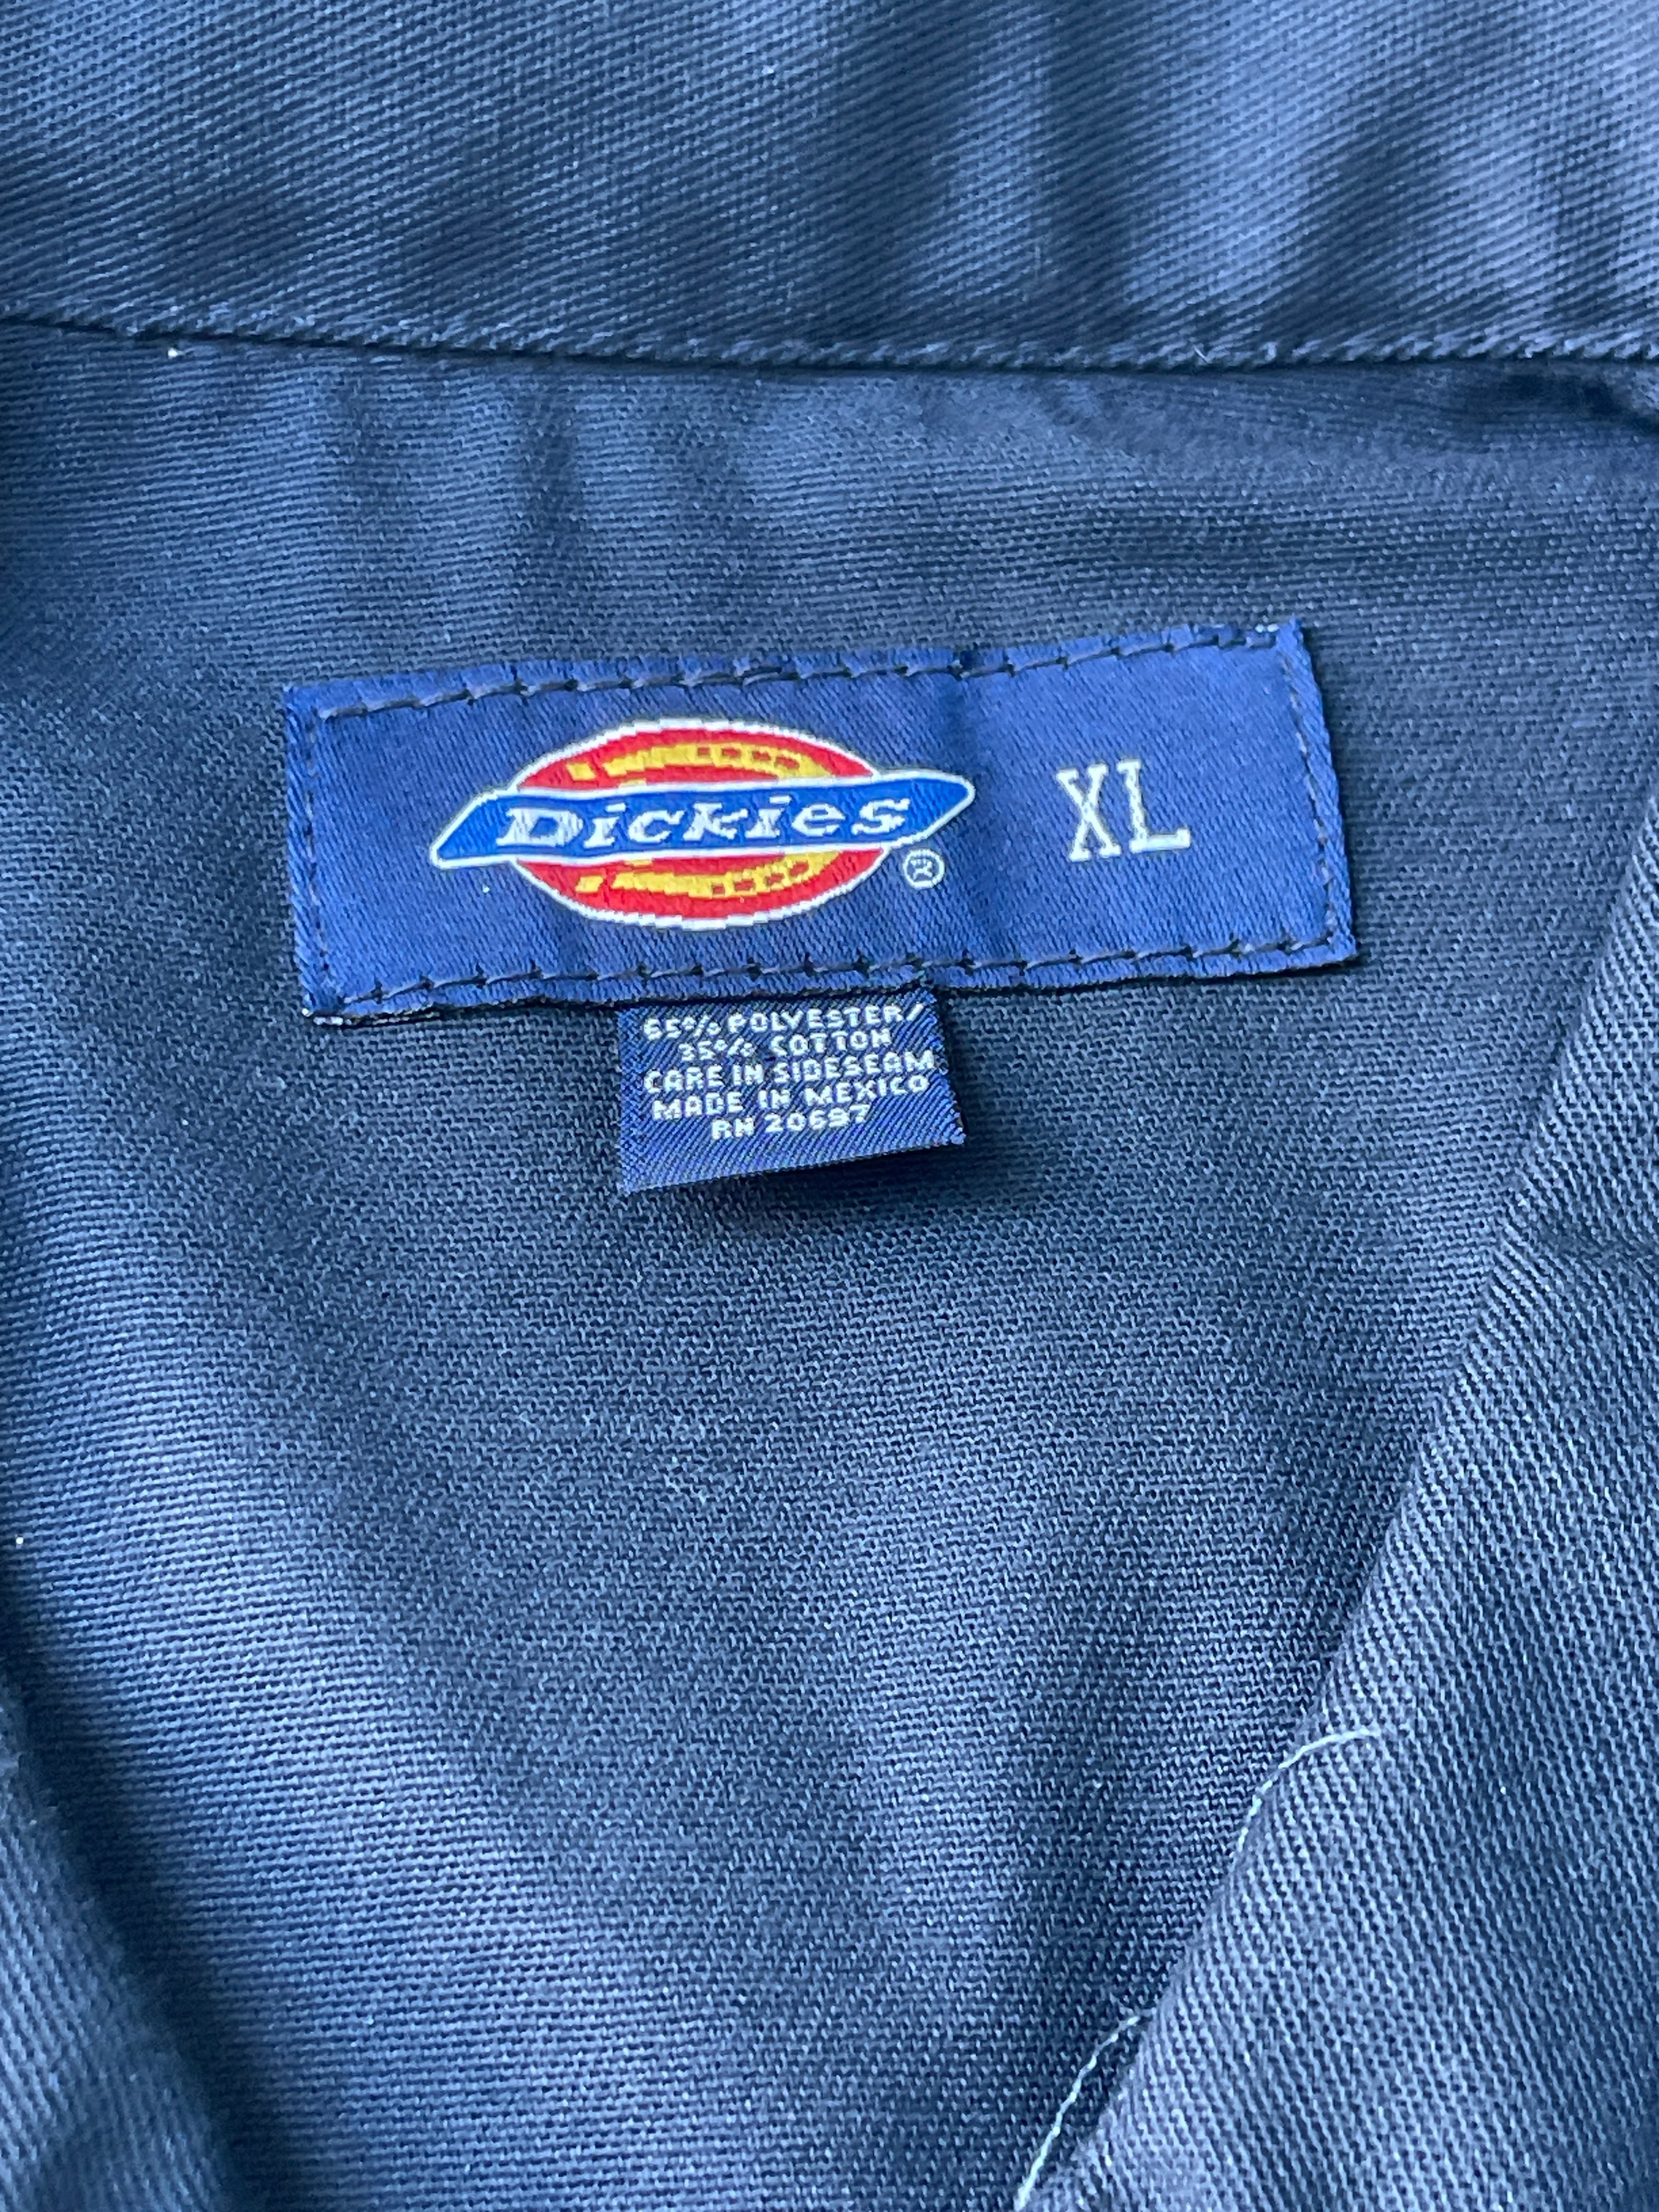 Dickies ® XL
65% POLYESTER/
35% COTTON
CARE IN SIDESEAM
MADE IN MEXICO
RN 20697